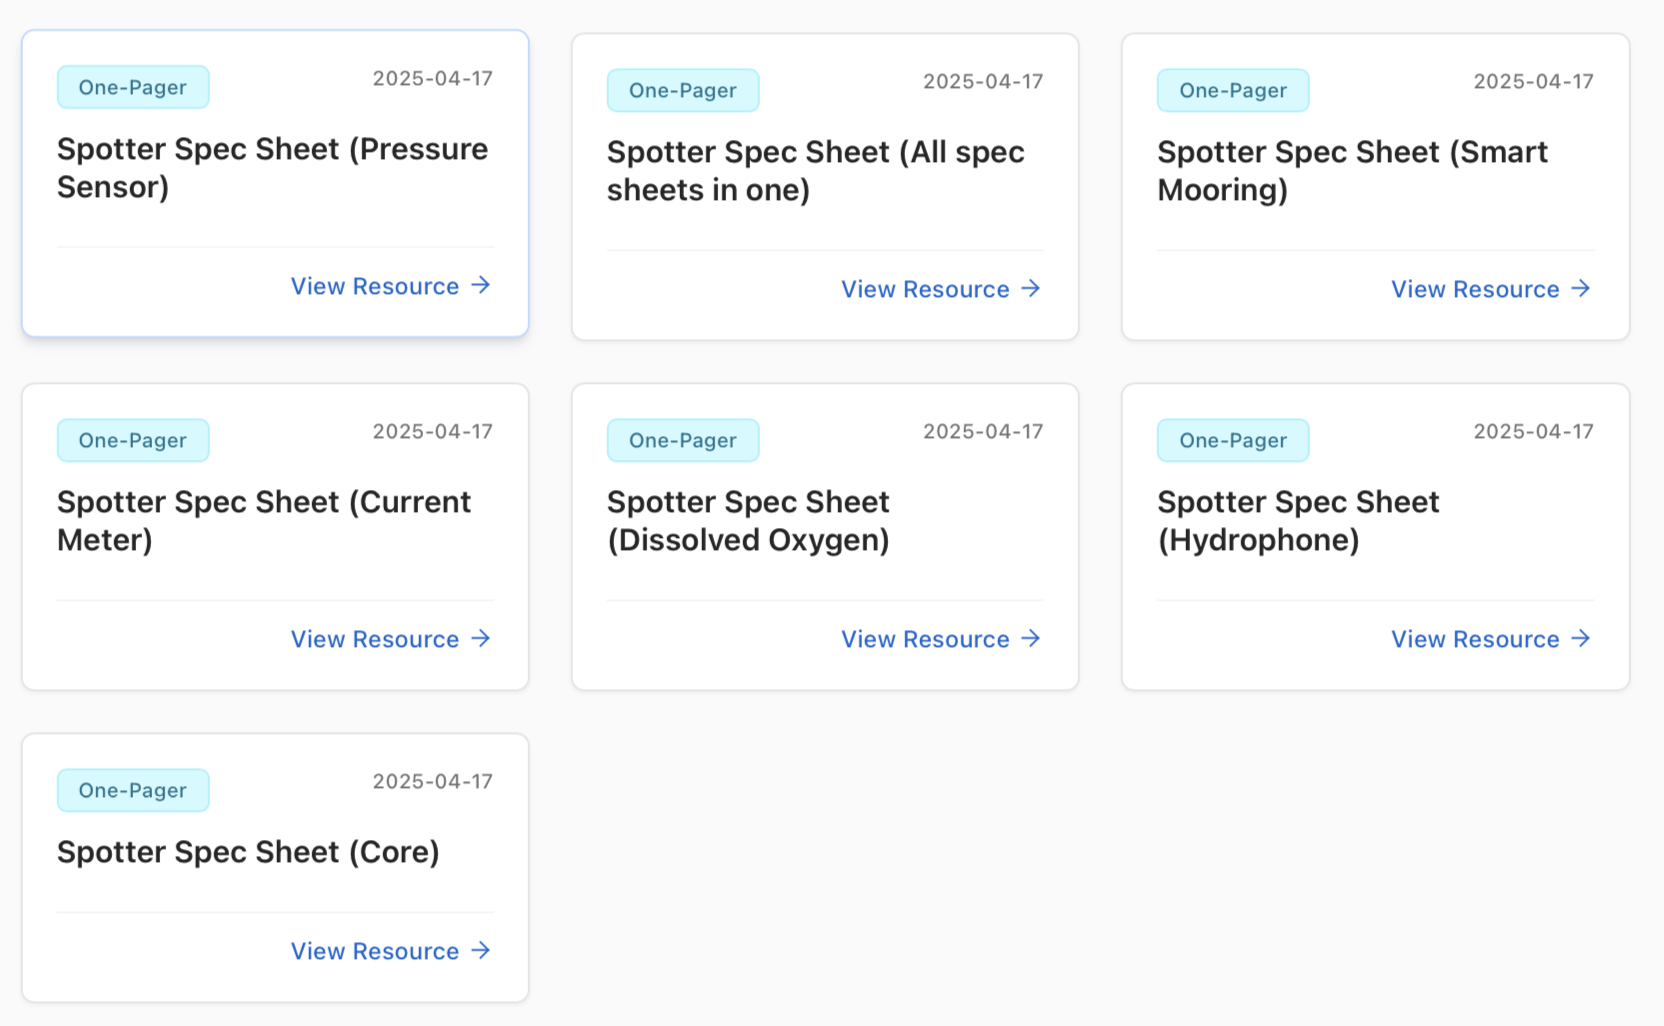 One-Pager
2025-04-17
Spotter Spec Sheet (Pressure
Sensor)
View Resource →
One-Pager
2025-04-17
Spotter Spec Sheet (All spec
sheets in one)
View Resource →
One-Pager
2025-04-17
Spotter Spec Sheet (Smart
Mooring)
View Resource →
One-Pager
2025-04-17
Spotter Spec Sheet (Current
Meter)
View Resource →
One-Pager
2025-04-17
Spotter Spec Sheet
(Dissolved Oxygen)
View Resource →
One-Pager
2025-04-17
Spotter Spec Sheet
(Hydrophone)
View Resource →
One-Pager
2025-04-17
Spotter Spec Sheet (Core)
View Resource →